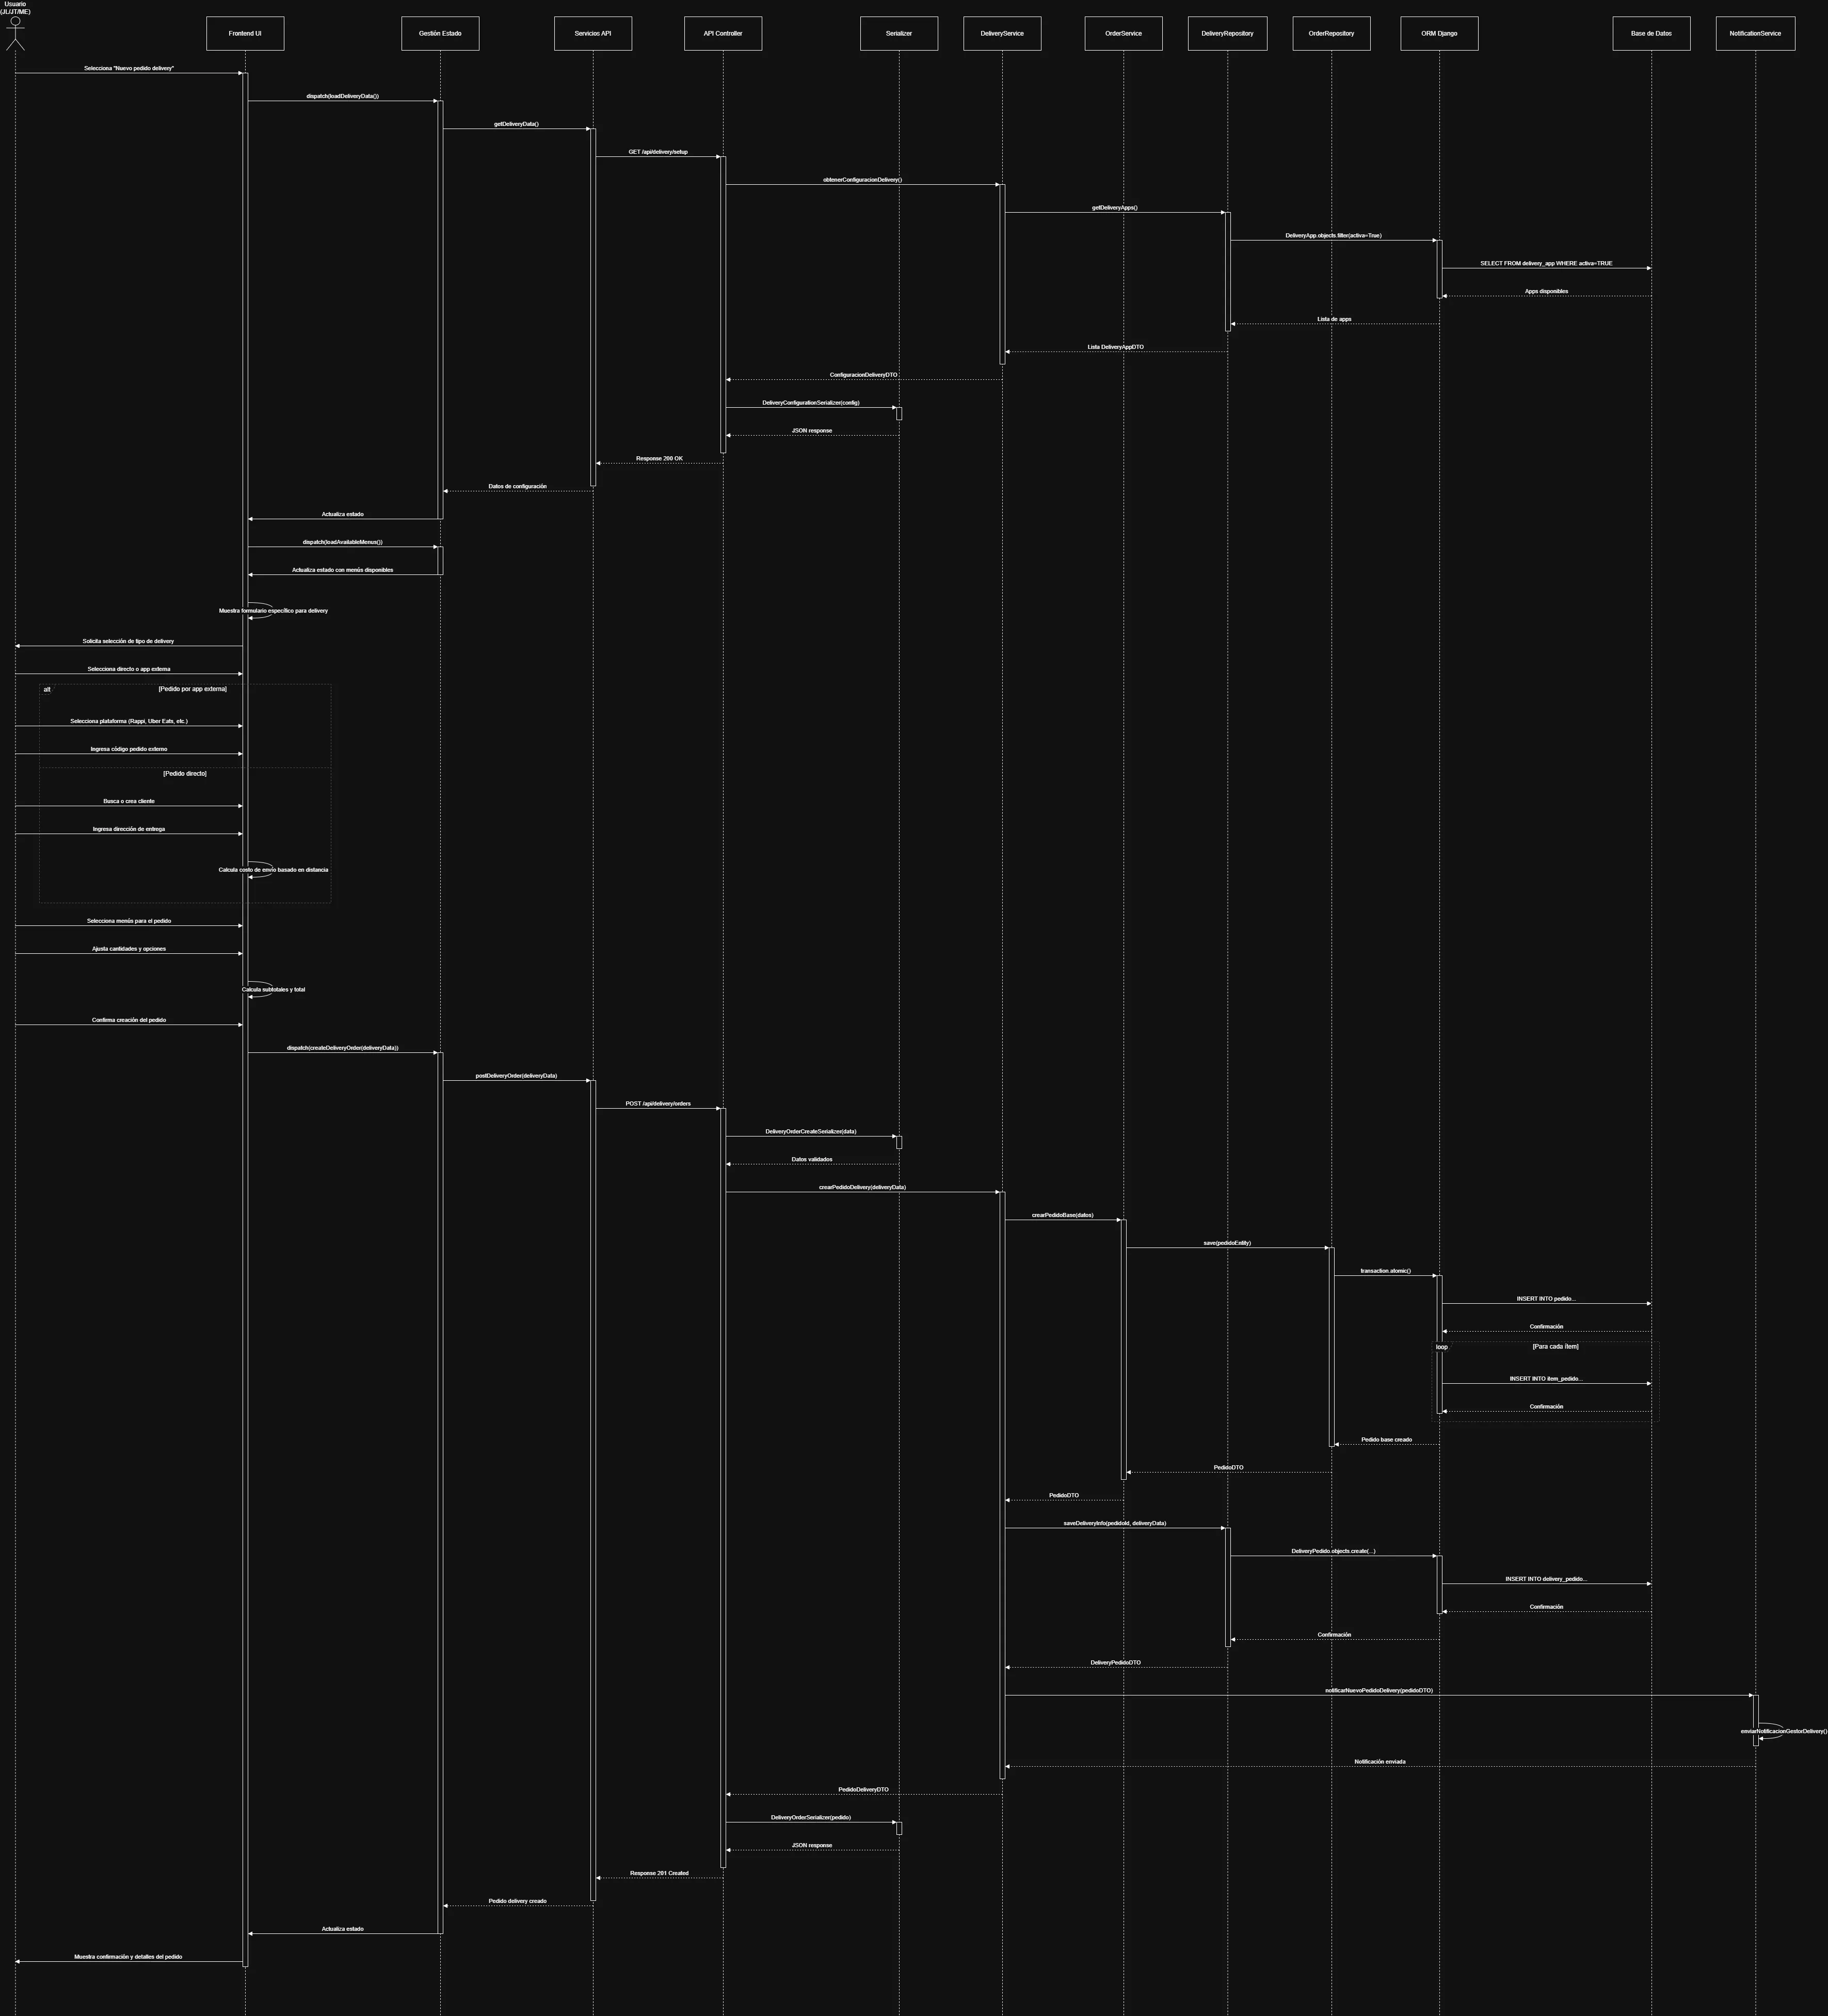 Usuario
(JL/JT/ME)
Frontend UI
Gestión Estado
Servicios API
API Controller
Serializer
DeliveryService
OrderService
DeliveryRepository
OrderRepository
ORM Django
Base de Datos
NotificationService
Selecciona "Nuevo pedido delivery"
dispatch(loadDeliveryData())
getDeliveryData()
GET /api/delivery/setup
obtenerConfiguracionDelivery()
getDeliveryApps()
DeliveryApp.objects.filter(activa=True)
SELECT FROM delivery_app WHERE activa=TRUE
Apps disponibles
Lista de apps
Lista DeliveryAppDTO
ConfiguracionDeliveryDTO
DeliveryConfigurationSerializer(config)
JSON response
Response 200 OK
Datos de configuración
Actualiza estado
dispatch(loadAvailableMenus())
Actualiza estado con menús disponibles
Muestra formulario específico para delivery
Solicita selección de tipo de delivery
Selecciona directo o app externa
alt
[Pedido por app externa]
Selecciona plataforma (Rappi, Uber Eats, etc.)
Ingresa código pedido externo
[Pedido directo]
Busca o crea cliente
Ingresa dirección de entrega
Calcula costo de envío basado en distancia
Selecciona menús para el pedido
Ajusta cantidades y opciones
Calcula subtotales y total
Confirma creación del pedido
dispatch(createDeliveryOrder(deliveryData))
postDeliveryOrder(deliveryData)
POST /api/delivery/orders
DeliveryOrderCreateSerializer(data)
Datos validados
crearPedidoDelivery(deliveryData)
crearPedidoBase(datos)
save(pedidoEntity)
transaction.atomic()
INSERT INTO pedido...
Confirmación
loop
[Para cada ítem]
INSERT INTO item_pedido...
Confirmación
Pedido base creado
PedidoDTO
PedidoDTO
saveDeliveryInfo(pedidoId, deliveryData)
DeliveryPedido.objects.create(...)
INSERT INTO delivery_pedido...
Confirmación
Confirmación
DeliveryPedidoDTO
notificarNuevoPedidoDelivery(pedidoDTO)
enviarNotificacionGestorDelivery()
Notificación enviada
PedidoDeliveryDTO
DeliveryOrderSerializer(pedido)
JSON response
Response 201 Created
Pedido delivery creado
Actualiza estado
Muestra confirmación y detalles del pedido